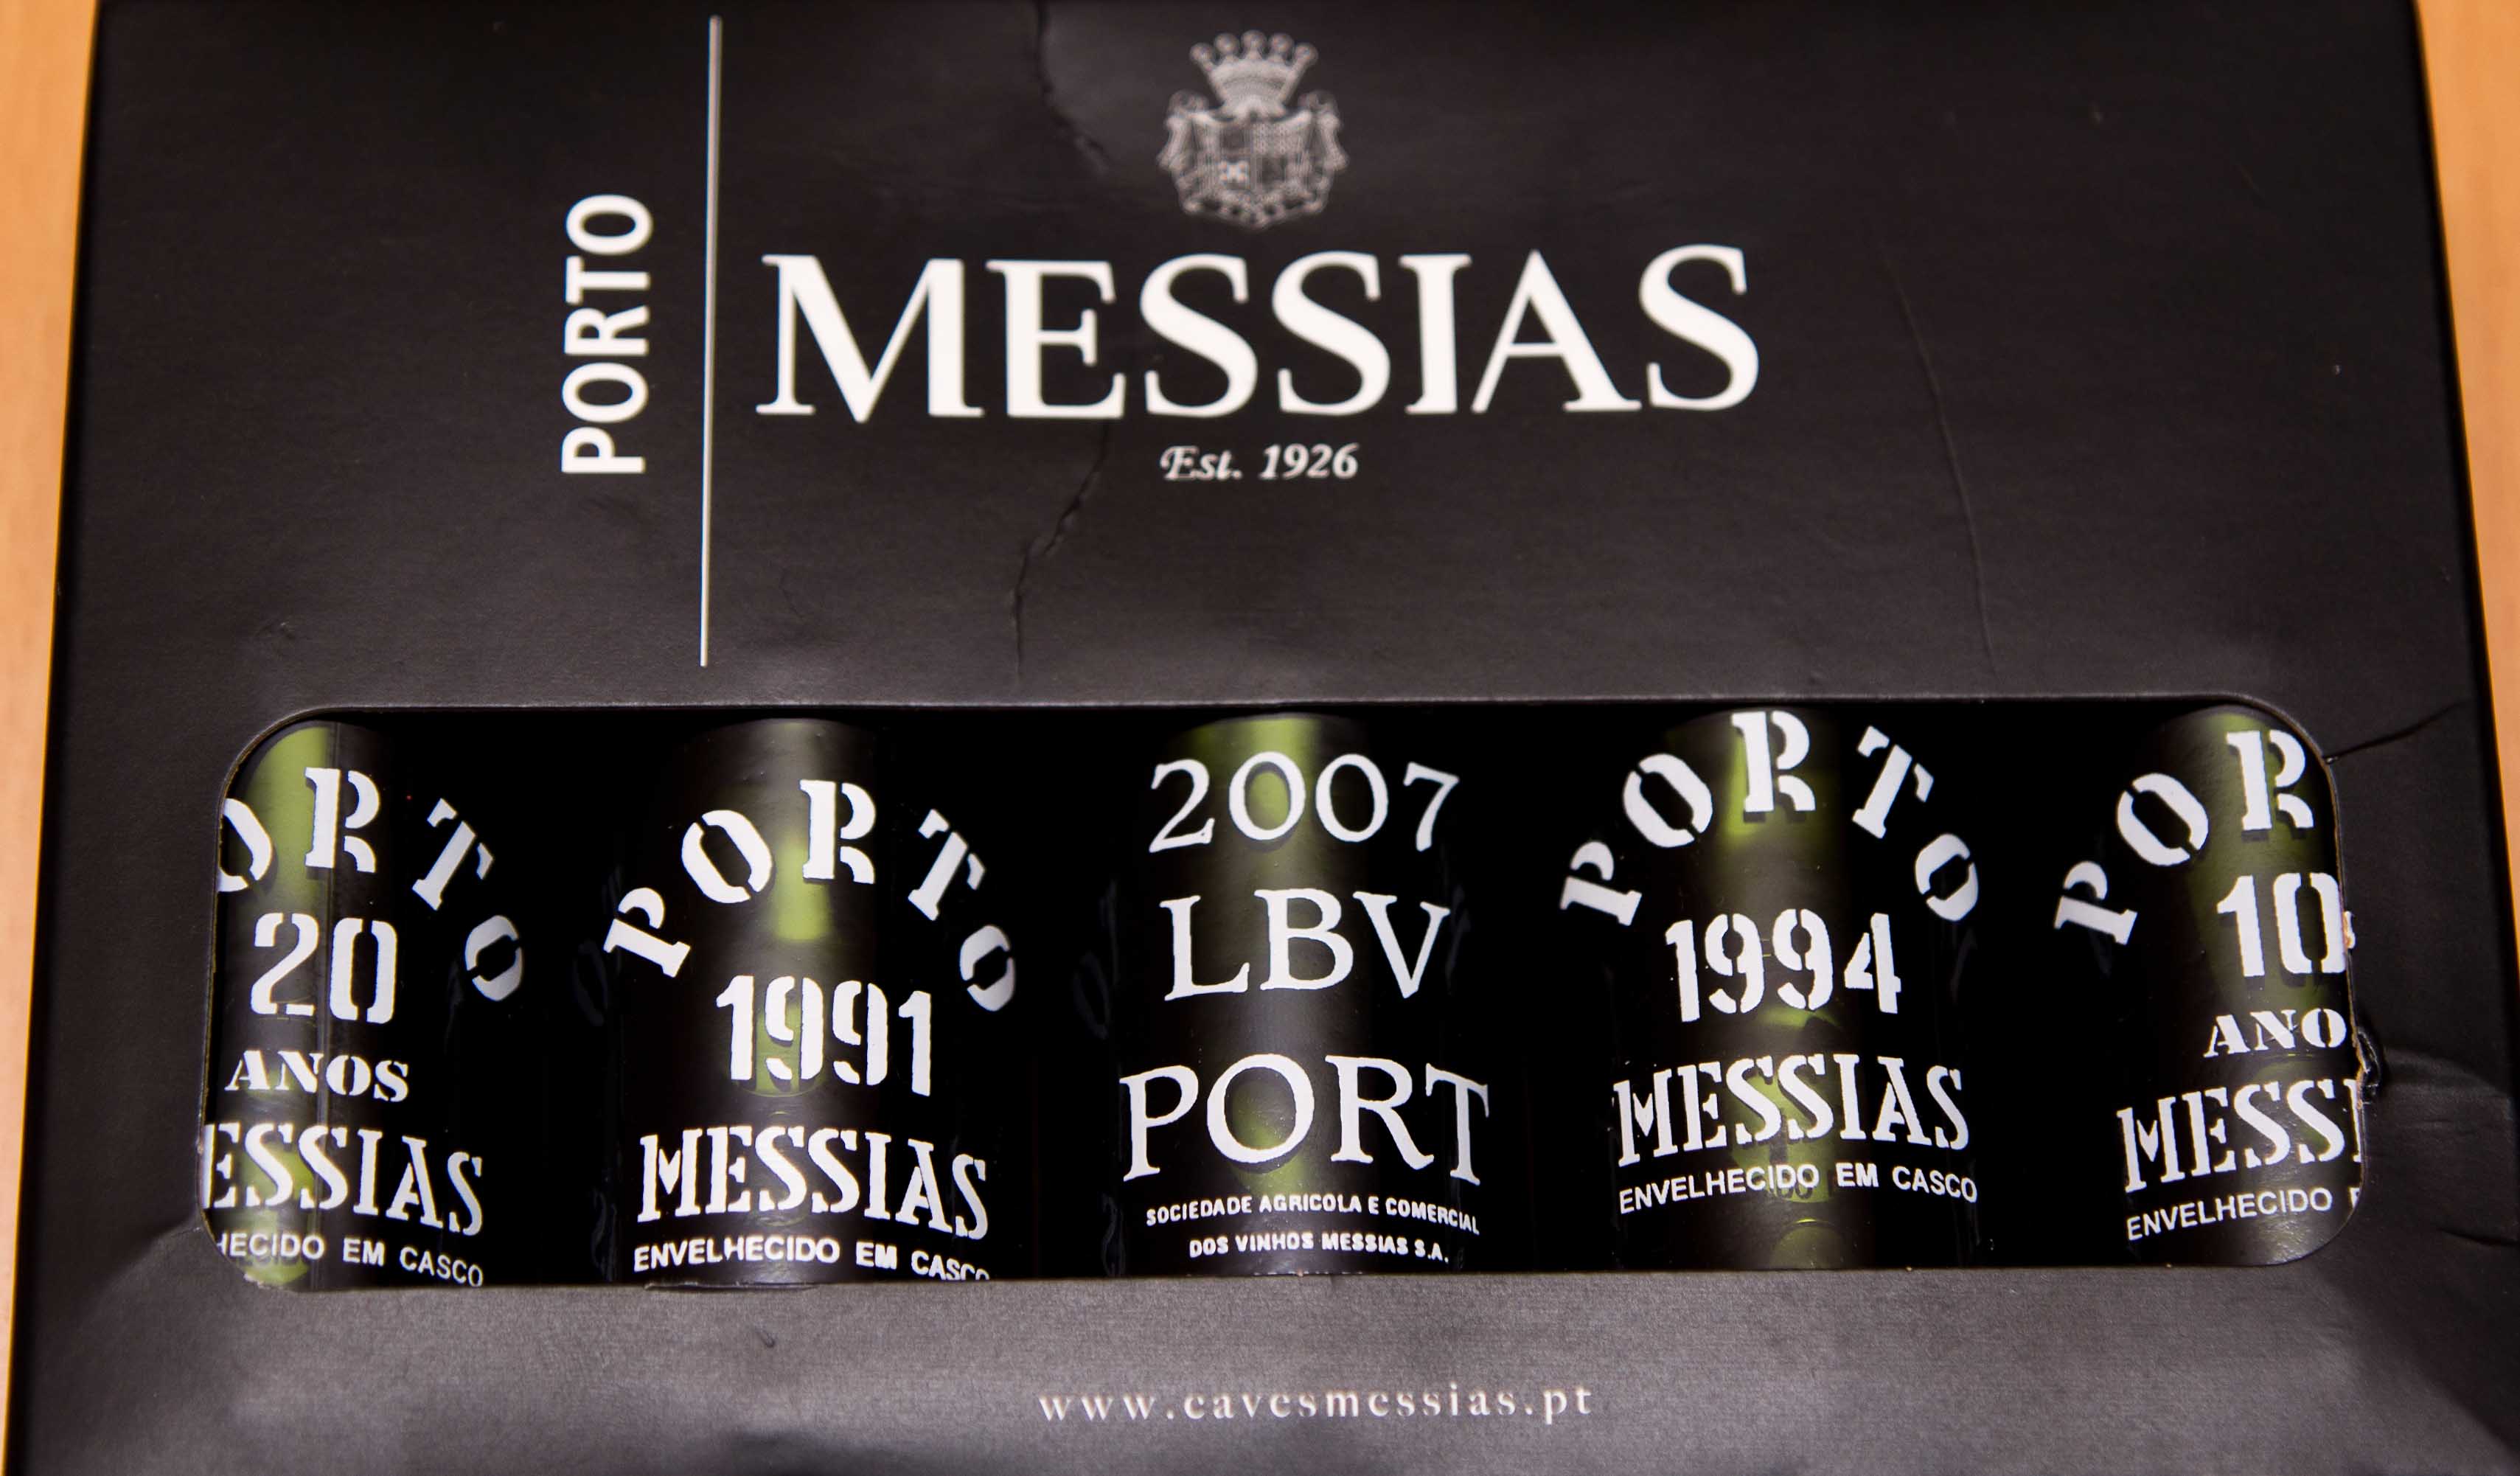 PORTO
MESSIAS
Est. 1926
ORTO
20
ANOS
ESSIAS
HECIDO EM CASCO
PORTO
1991
MESSIAS
ENVELHECIDO EM CASCO
2007
LBV
PORT
SOCIEDADE AGRICOLA E COMERCIAL
DOS VINHOS MESSIAS S.A.
PORTO
1994
MESSIAS
ENVELHECIDO EM CASCO
POR
10
ANO
MESSI
ENVELHECIDO
www.cavesmessias.pt